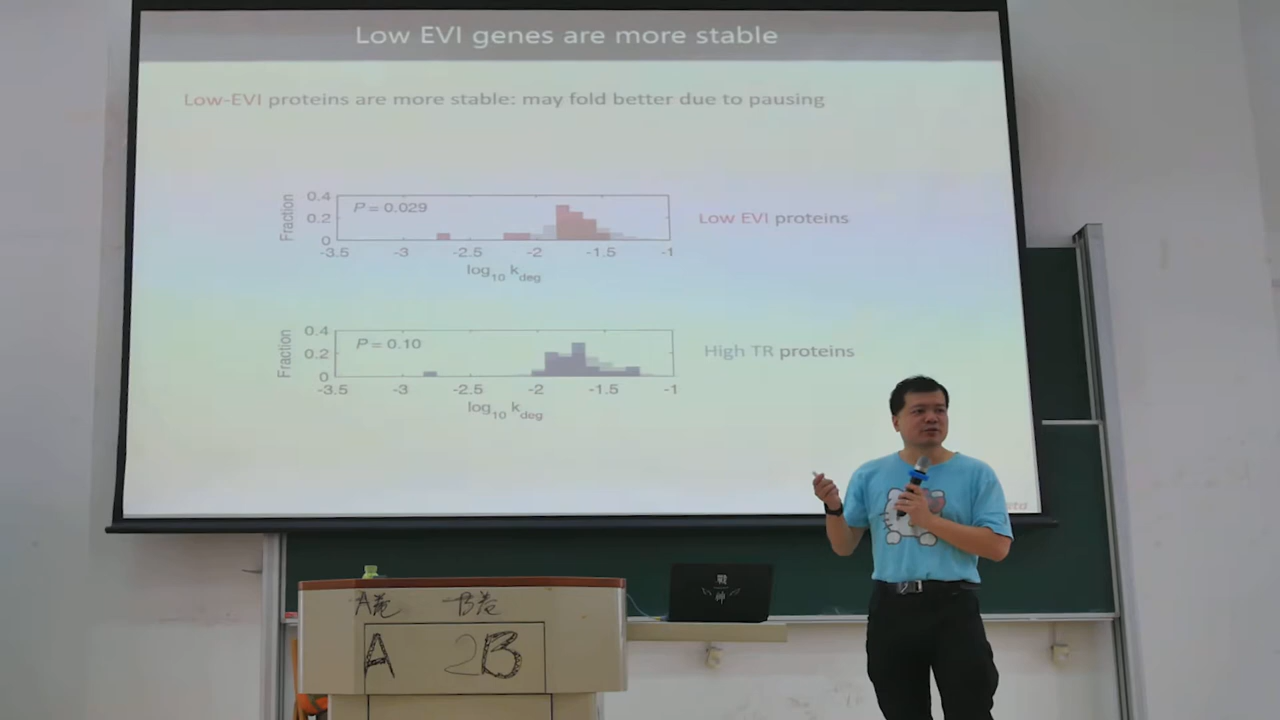 Low EVI genes are more stable
Low-EVI proteins are more stable: may fold better due to pausing
0.4
0.2
0
Fraction
P = 0.029
-3.5 -3 -2.5 -2 -1.5 -1
log10 kdeg
Low EVI proteins
0.4
0.2
0
Fraction
P = 0.10
-3.5 -3 -2.5 -2 -1.5 -1
log10 kdeg
High TR proteins
戰
帅
A卷 B卷
A 2B